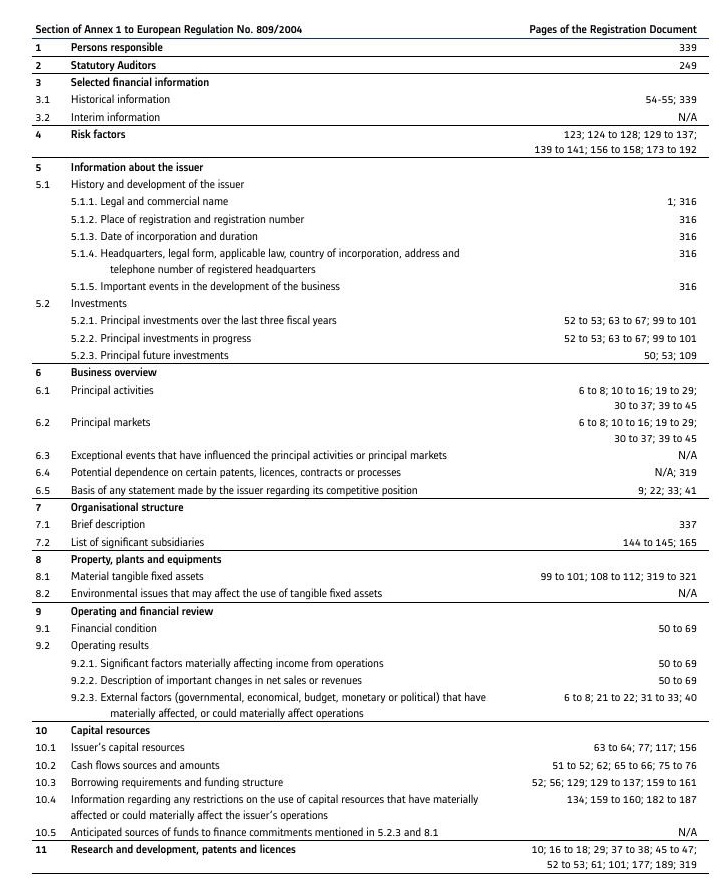 Section of Annex 1 to European Regulation No. 809/2004 Pages of the Registration Document
1 Persons responsible 339
2 Statutory Auditors 249
3 Selected financial information
3.1 Historical information 54-55; 339
3.2 Interim information N/A
4 Risk factors 123; 124 to 128; 129 to 137;
139 to 141; 156 to 158; 173 to 192
5 Information about the issuer
5.1 History and development of the issuer
5.1.1. Legal and commercial name 1; 316
5.1.2. Place of registration and registration number 316
5.1.3. Date of incorporation and duration 316
5.1.4. Headquarters, legal form, applicable law, country of incorporation, address and 316
telephone number of registered headquarters
5.1.5. Important events in the development of the business 316
5.2 Investments
5.2.1. Principal investments over the last three fiscal years 52 to 53; 63 to 67; 99 to 101
5.2.2. Principal investments in progress 52 to 53; 63 to 67; 99 to 101
5.2.3. Principal future investments 50; 53; 109
6 Business overview
6.1 Principal activities 6 to 8; 10 to 16; 19 to 29;
30 to 37; 39 to 45
6.2 Principal markets 6 to 8; 10 to 16; 19 to 29;
30 to 37; 39 to 45
6.3 Exceptional events that have influenced the principal activities or principal markets N/A
6.4 Potential dependence on certain patents, licences, contracts or processes N/A; 319
6.5 Basis of any statement made by the issuer regarding its competitive position 9; 22; 33; 41
7 Organisational structure
7.1 Brief description 337
7.2 List of significant subsidiaries 144 to 145; 165
8 Property, plants and equipments
8.1 Material tangible fixed assets 99 to 101; 108 to 112; 319 to 321
8.2 Environmental issues that may affect the use of tangible fixed assets N/A
9 Operating and financial review
9.1 Financial condition 50 to 69
9.2 Operating results
9.2.1. Significant factors materially affecting income from operations 50 to 69
9.2.2. Description of important changes in net sales or revenues 50 to 69
9.2.3. External factors (governmental, economical, budget, monetary or political) that have 6 to 8; 21 to 22; 31 to 33; 40
materially affected, or could materially affect operations
10 Capital resources
10.1 Issuer's capital resources 63 to 64; 77; 117; 156
10.2 Cash flows sources and amounts 51 to 52; 62; 65 to 66; 75 to 76
10.3 Borrowing requirements and funding structure 52; 56; 129; 129 to 137; 159 to 161
10.4 Information regarding any restrictions on the use of capital resources that have materially 134; 159 to 160; 182 to 187
affected or could materially affect the issuer's operations
10.5 Anticipated sources of funds to finance commitments mentioned in 5.2.3 and 8.1 N/A
11 Research and development, patents and licences 10; 16 to 18; 29; 37 to 38; 45 to 47;
52 to 53; 61; 101; 177; 189; 319